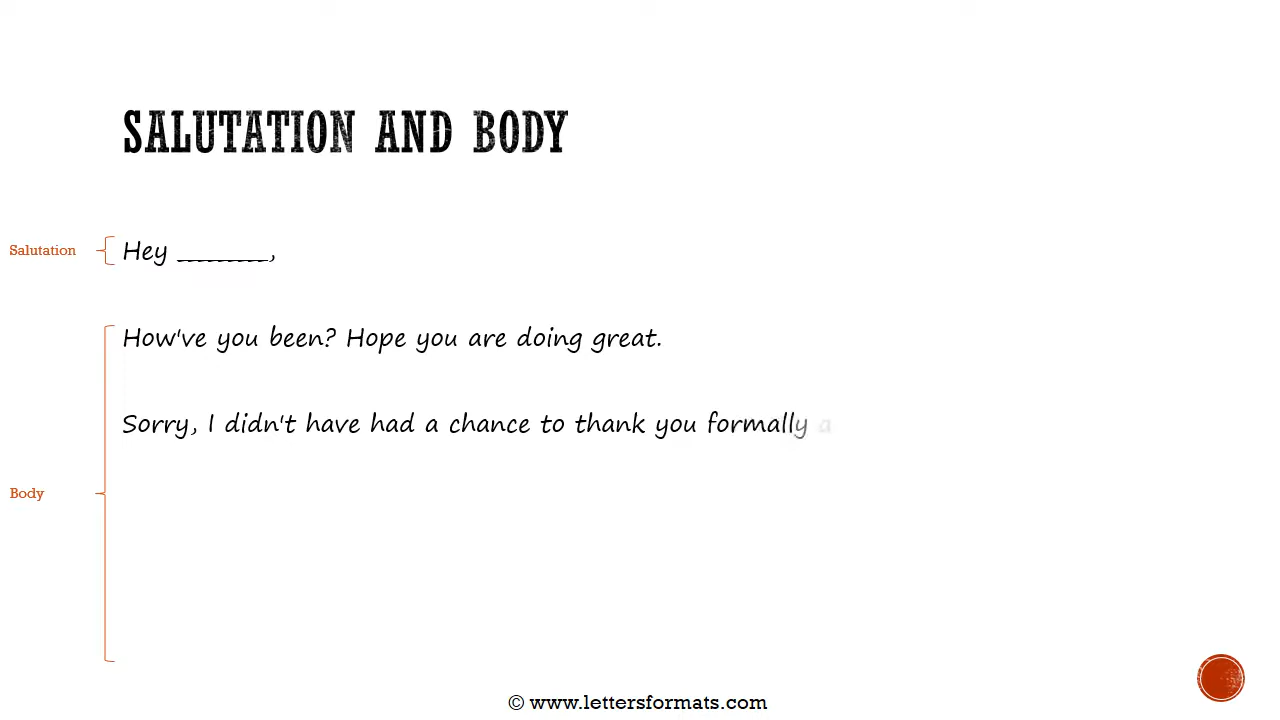 SALUTATION AND BODY
Salutation
Hey _________,
How've you been? Hope you are doing great.
Sorry, I didn't have had a chance to thank you formally a
Body
© www.lettersformats.com